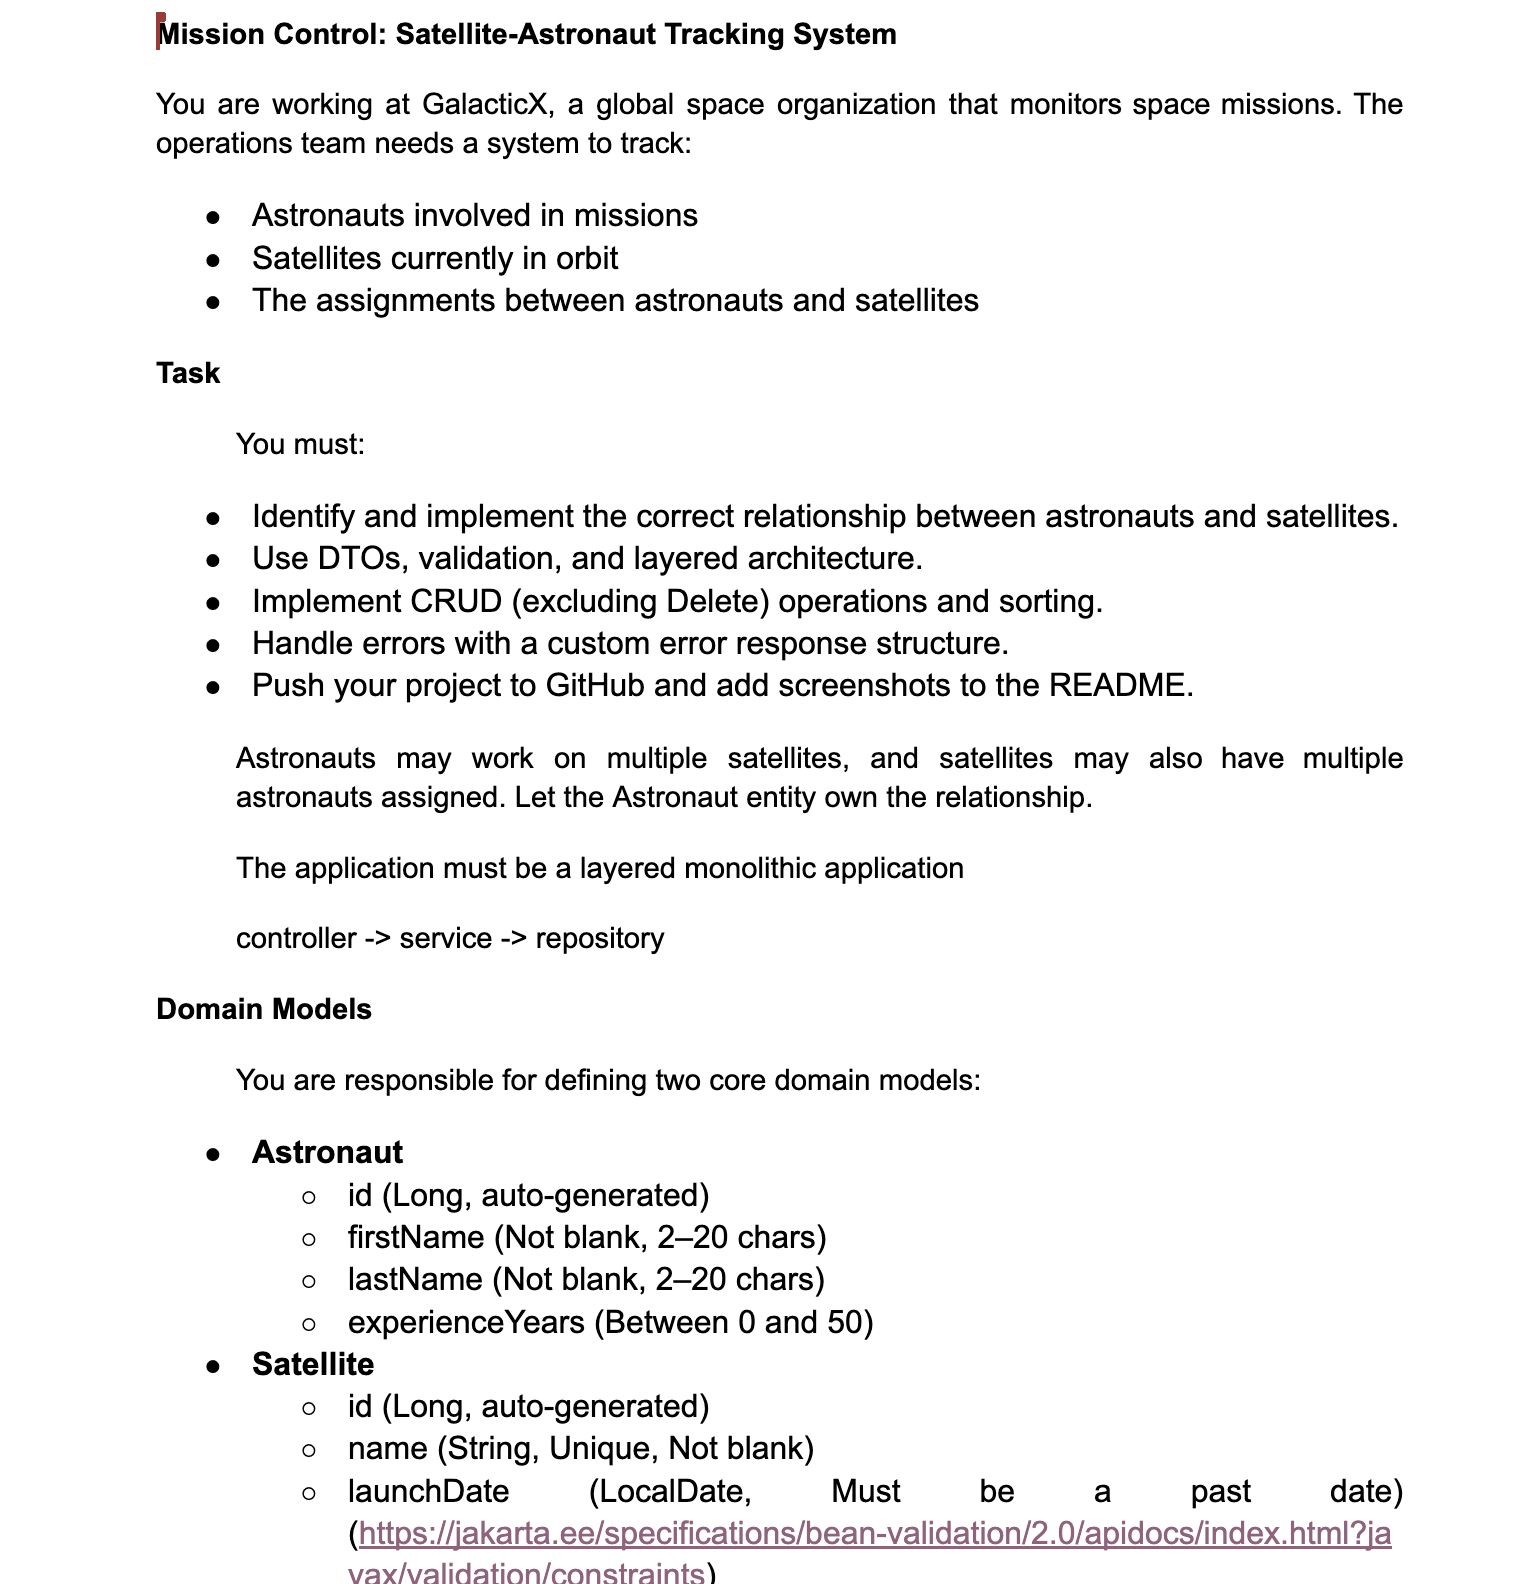 Mission Control: Satellite-Astronaut Tracking System
You are working at GalacticX, a global space organization that monitors space missions. The
operations team needs a system to track:
● Astronauts involved in missions
● Satellites currently in orbit
● The assignments between astronauts and satellites
Task
You must:
● Identify and implement the correct relationship between astronauts and satellites.
● Use DTOs, validation, and layered architecture.
● Implement CRUD (excluding Delete) operations and sorting.
● Handle errors with a custom error response structure.
● Push your project to GitHub and add screenshots to the README.
Astronauts may work on multiple satellites, and satellites may also have multiple
astronauts assigned. Let the Astronaut entity own the relationship.
The application must be a layered monolithic application
controller -> service -> repository
Domain Models
You are responsible for defining two core domain models:
● Astronaut
○ id (Long, auto-generated)
○ firstName (Not blank, 2–20 chars)
○ lastName (Not blank, 2–20 chars)
○ experienceYears (Between 0 and 50)
● Satellite
○ id (Long, auto-generated)
○ name (String, Unique, Not blank)
○ launchDate (LocalDate, Must be a past date)
(https://jakarta.ee/specifications/bean-validation/2.0/apidocs/index.html?ja
vax/validation/constraints)